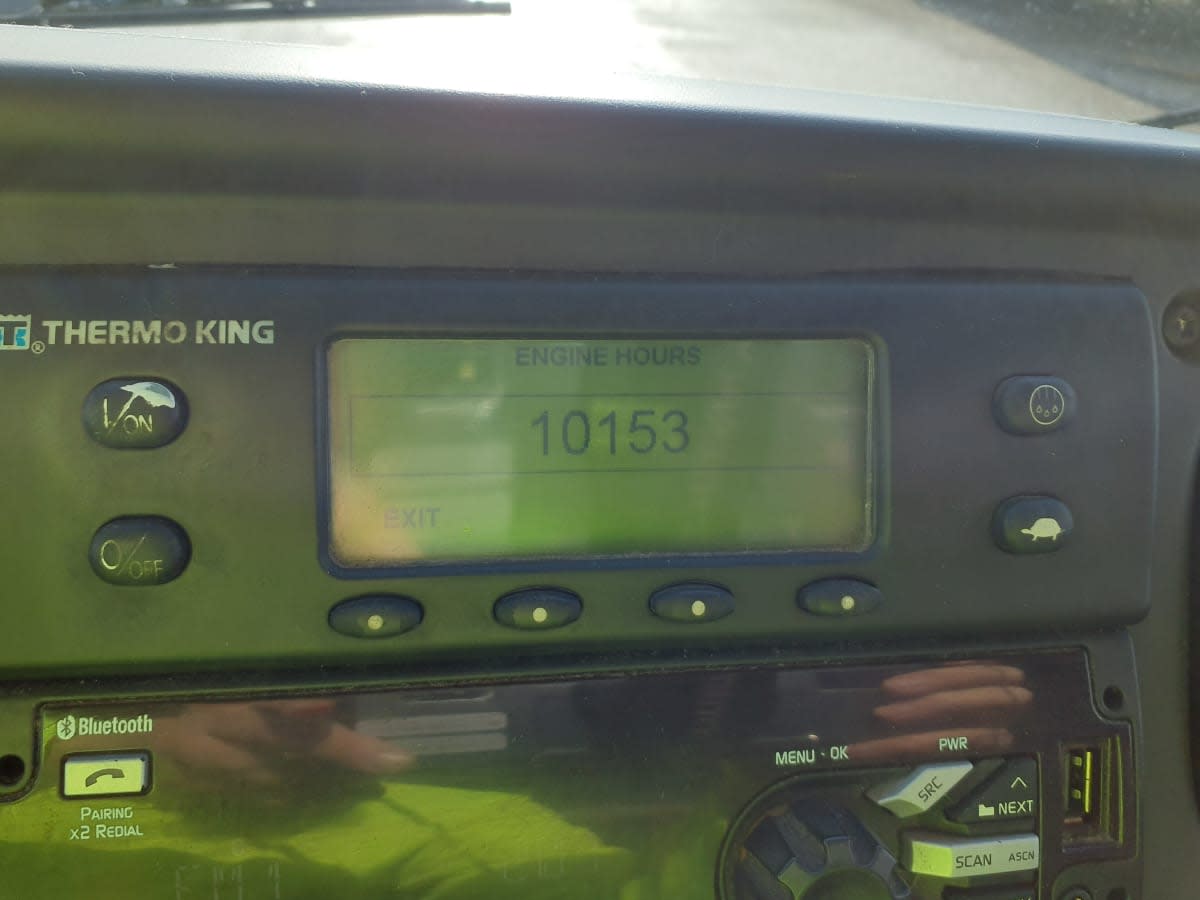 TK® THERMO KING
ENGINE HOURS
10153
EXIT
I/ON
O/OFF
Bluetooth
PAIRING
x2 REDIAL
MENU · OK
PWR
SRC
NEXT
SCAN ASCN